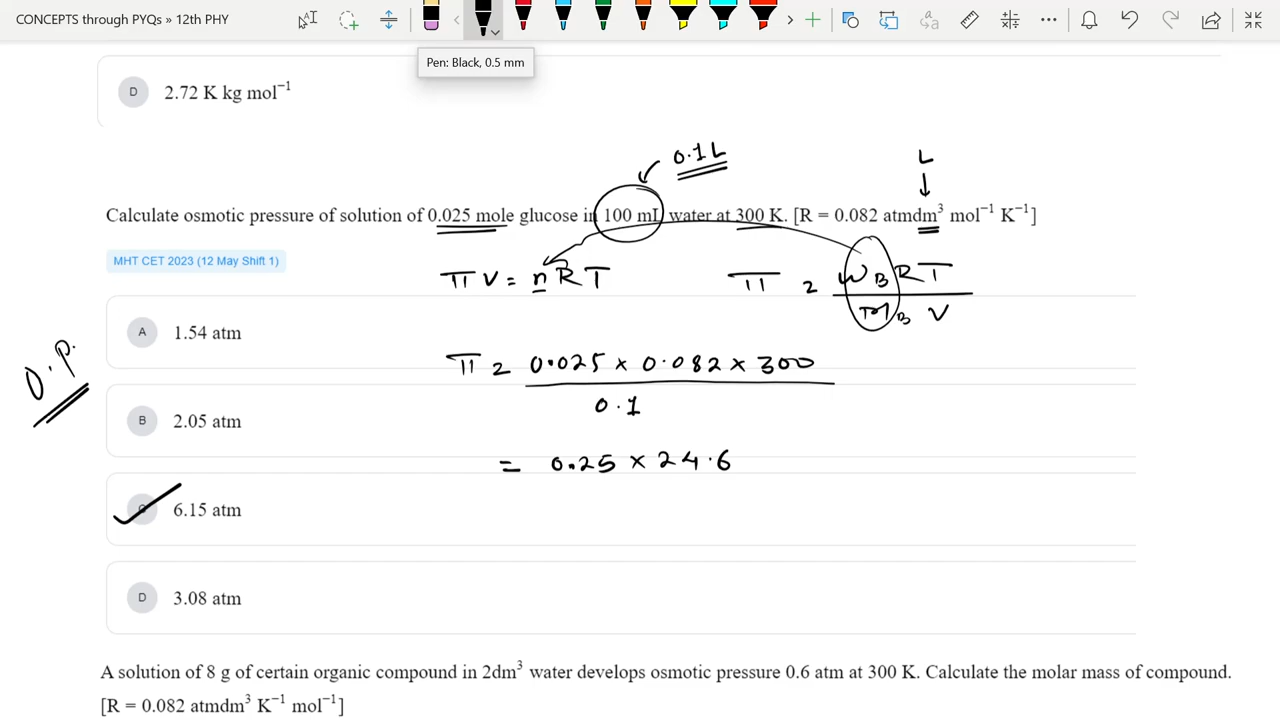 CONCEPTS through PYQs » 12th PHY
Pen: Black, 0.5 mm
D 2.72 K kg mol⁻¹
0.1L
L
Calculate osmotic pressure of solution of 0.025 mole glucose in 100 mL water at 300 K. [R = 0.082 atmdm³ mol⁻¹ K⁻¹]
MHT CET 2023 (12 May Shift 1)
πV = nRT
π = W_B RT / M_B V
A 1.54 atm
O.P.
π = 0.025 × 0.082 × 300 / 0.1
B 2.05 atm
= 0.25 × 24.6
6.15 atm
D 3.08 atm
A solution of 8 g of certain organic compound in 2dm³ water develops osmotic pressure 0.6 atm at 300 K. Calculate the molar mass of compound.
[R = 0.082 atmdm³ K⁻¹ mol⁻¹]